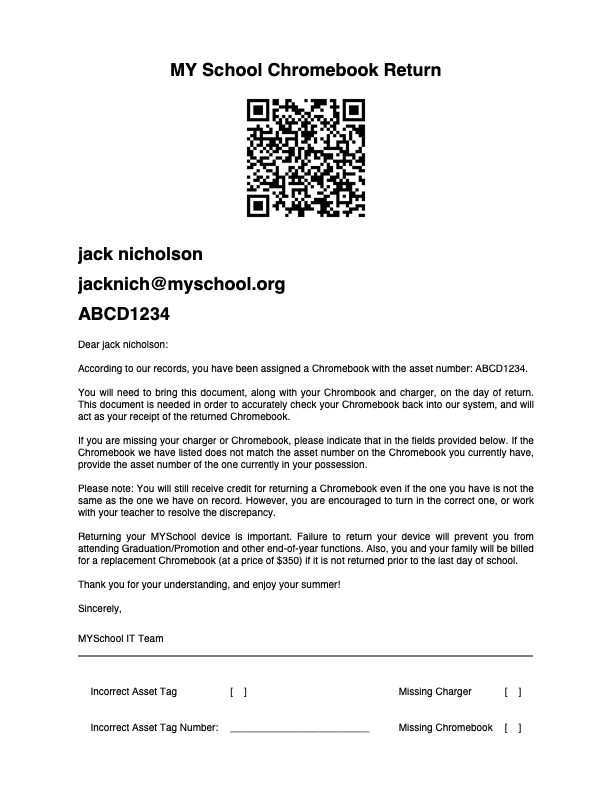 MY School Chromebook Return
jack nicholson
jacknich@myschool.org
ABCD1234
Dear jack nicholson:
According to our records, you have been assigned a Chromebook with the asset number: ABCD1234.
You will need to bring this document, along with your Chrombook and charger, on the day of return.
This document is needed in order to accurately check your Chromebook back into our system, and will
act as your receipt of the returned Chromebook.
If you are missing your charger or Chromebook, please indicate that in the fields provided below. If the
Chromebook we have listed does not match the asset number on the Chromebook you currently have,
provide the asset number of the one currently in your possession.
Please note: You will still receive credit for returning a Chromebook even if the one you have is not the
same as the one we have on record. However, you are encouraged to turn in the correct one, or work
with your teacher to resolve the discrepancy.
Returning your MYSchool device is important. Failure to return your device will prevent you from
attending Graduation/Promotion and other end-of-year functions. Also, you and your family will be billed
for a replacement Chromebook (at a price of $350) if it is not returned prior to the last day of school.
Thank you for your understanding, and enjoy your summer!
Sincerely,
MYSchool IT Team
Incorrect Asset Tag [ ] Missing Charger [ ]
Incorrect Asset Tag Number: _________________________ Missing Chromebook [ ]